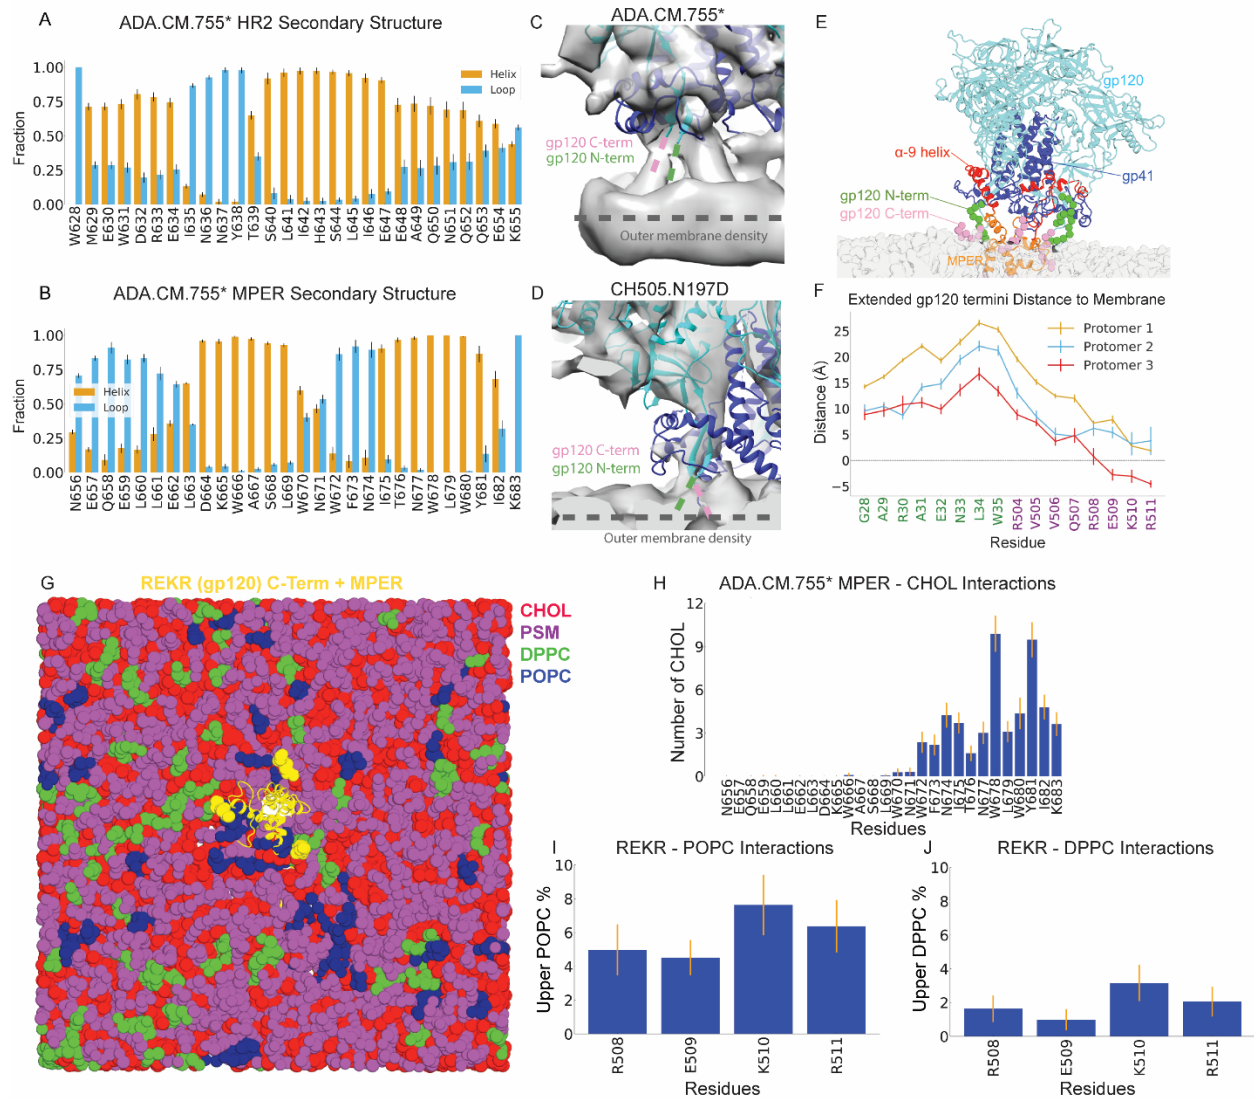 A
ADA.CM.755* HR2 Secondary Structure
Fraction
1.00
0.75
0.50
0.25
0.00
Helix
Loop
W628 M629 E630 W631 D632 R633 E634 I635 N636 N637 Y638 T639 S640 L641 I642 H643 S644 L645 I646 E647 E648 A649 Q650 N651 Q652 Q653 E654 K655
B
ADA.CM.755* MPER Secondary Structure
Fraction
1.00
0.75
0.50
0.25
0.00
Helix
Loop
N656 E657 Q658 E659 L660 L661 E662 L663 D664 K665 W666 A667 S668 L669 W670 N671 W672 F673 N674 I675 T676 N677 W678 L679 W680 Y681 I682 K683
C
ADA.CM.755*
gp120 C-term
gp120 N-term
Outer membrane density
D
CH505.N197D
gp120 C-term
gp120 N-term
Outer membrane density
E
gp120
α-9 helix
gp41
gp120 N-term
gp120 C-term
MPER
F
Extended gp120 termini Distance to Membrane
Distance (Å)
25
20
15
10
5
0
−5
Protomer 1
Protomer 2
Protomer 3
G28 A29 R30 A31 E32 N33 L34 W35 R504 V505 V506 Q507 R508 E509 K510 R511
Residue
G
REKR (gp120) C-Term + MPER
CHOL
PSM
DPPC
POPC
H
ADA.CM.755* MPER - CHOL Interactions
Number of CHOL
12
9
6
3
0
N656 E657 Q658 E659 L660 L661 E662 L663 D664 K665 W666 A667 S668 L669 W670 N671 W672 F673 N674 I675 T676 N677 W678 L679 W680 Y681 I682 K683
Residues
I
REKR - POPC Interactions
Upper POPC %
10
8
6
4
2
0
R508 E509 K510 R511
Residues
J
REKR - DPPC Interactions
Upper DPPC %
10
8
6
4
2
0
R508 E509 K510 R511
Residues